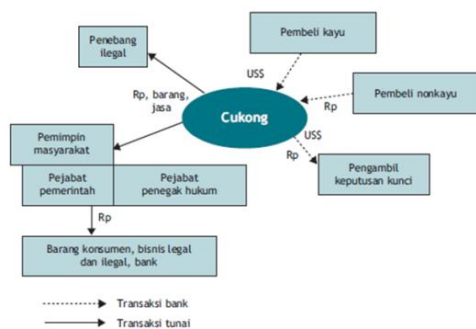 Penebang
ilegal
Pembeli kayu
US$
Rp, barang,
jasa
Cukong
Rp
Pembeli nonkayu
US$
Rp
Pemimpin
masyarakat
Pengambil
keputusan kunci
Pejabat
pemerintah
Pejabat
penegak hukum
Rp
Barang konsumen, bisnis legal
dan ilegal, bank
Transaksi bank
Transaksi tunai